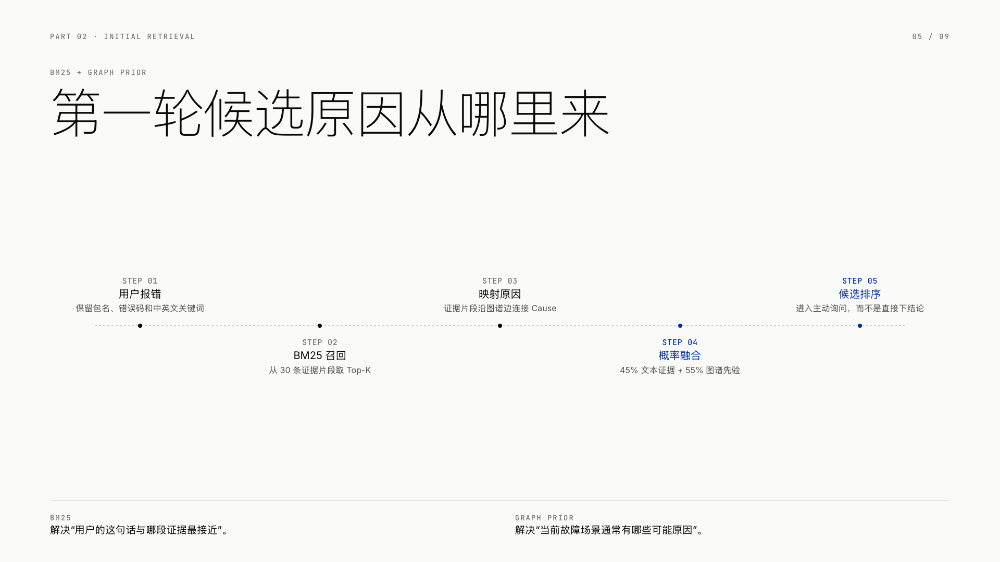 PART 02 · INITIAL RETRIEVAL
05 / 09
BM25 + GRAPH PRIOR
第一轮候选原因从哪里来
STEP 01
用户报错
保留包名、错误码和中英文关键词
STEP 02
BM25 召回
从 30 条证据片段取 Top-K
STEP 03
映射原因
证据片段沿图谱边连接 Cause
STEP 04
概率融合
45% 文本证据 + 55% 图谱先验
STEP 05
候选排序
进入主动询问，而不是直接下结论
BM25
解决“用户的这句话与哪段证据最接近”。
GRAPH PRIOR
解决“当前故障场景通常有哪些可能原因”。